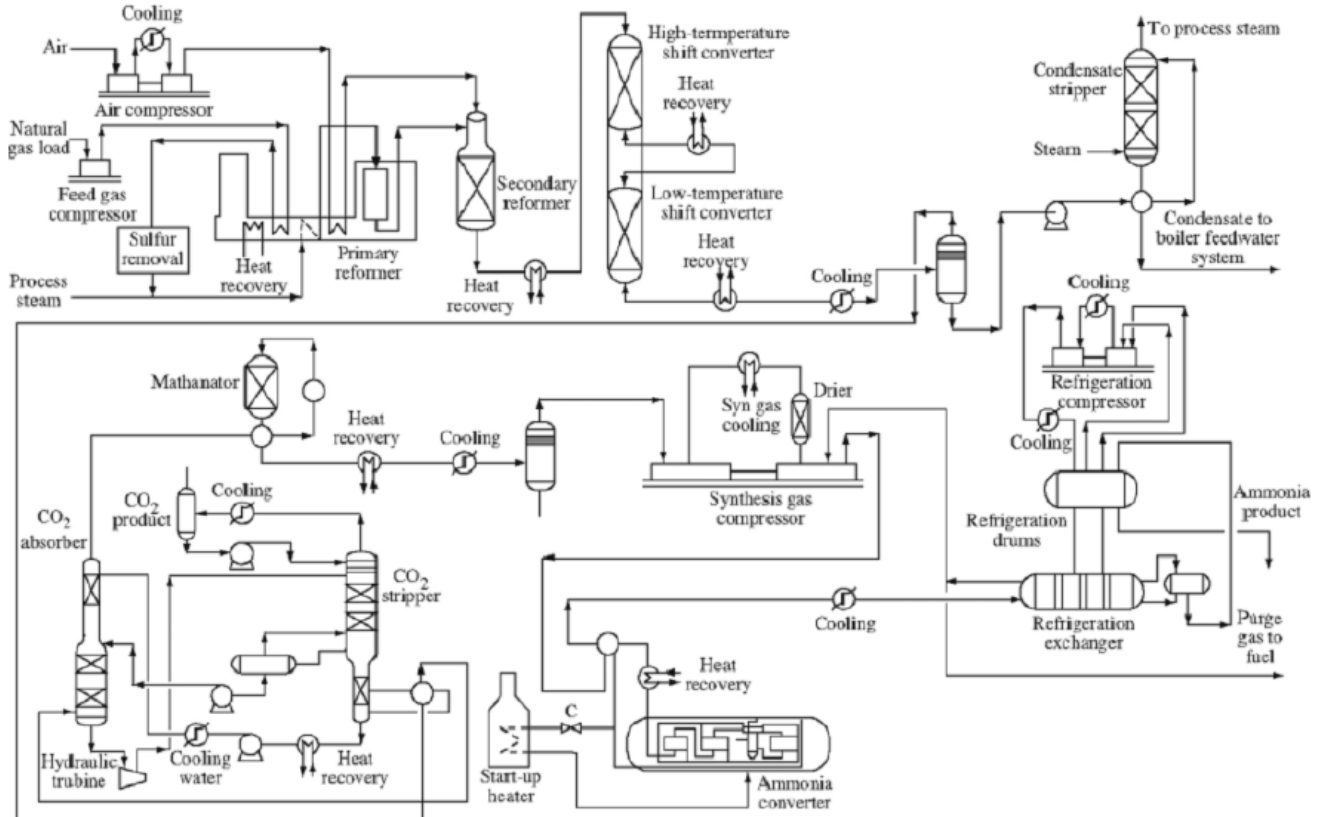 Cooling
Air
Air compressor
Natural
gas load
Feed gas
compressor
Sulfur
removal
Process
steam
Heat
recovery
Primary
reformer
Secondary
reformer
Heat
recovery
High-termperature
shift converter
Heat
recovery
Low-temperature
shift converter
Heat
recovery
Cooling
To process steam
Condensate
stripper
Stearn
Condensate to
boiler feedwater
system
Cooling
Refrigeration
compressor
Cooling
Mathanator
Heat
recovery
Cooling
Syn gas
cooling
Drier
Synthesis gas
compressor
Refrigeration
drums
Ammonia
product
CO2
absorber
CO2
product
Cooling
CO2
stripper
Cooling
Refrigeration
exchanger
Purge
gas to
fuel
Hydraulic
trubine
Cooling
water
Heat
recovery
Heat
recovery
C
Start-up
heater
Ammonia
converter